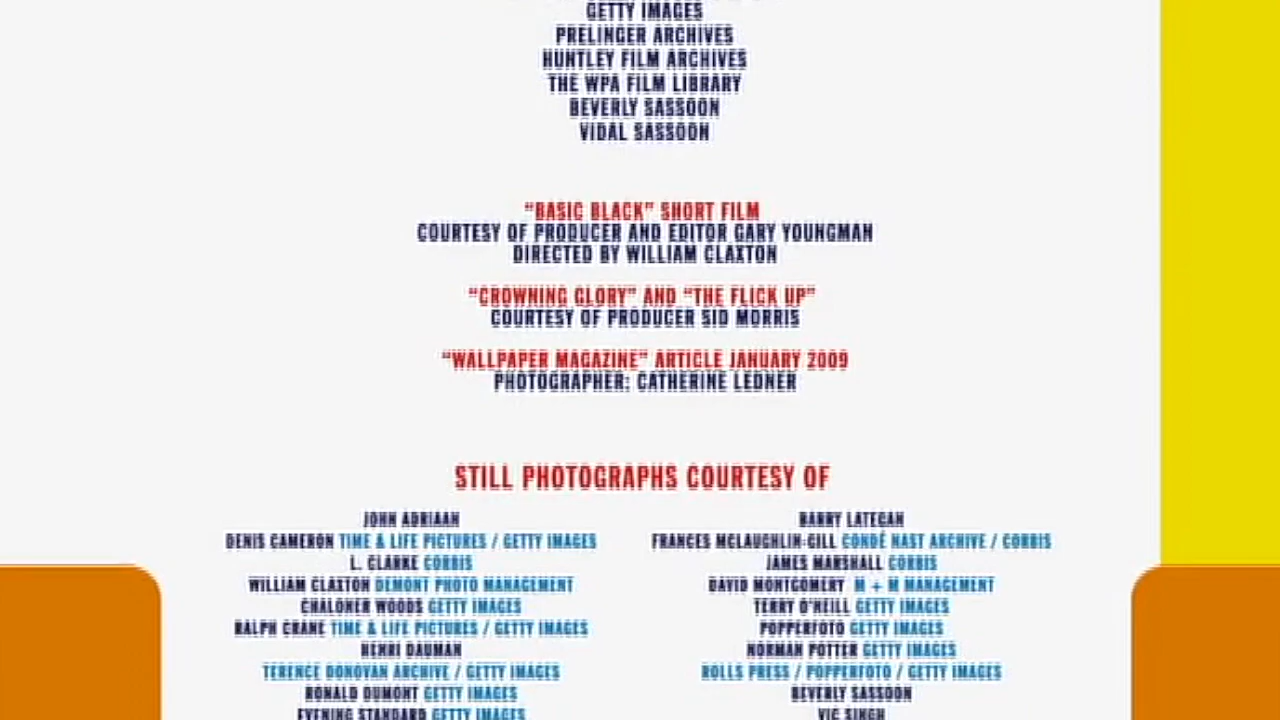 GETTY IMAGES
PRELINGER ARCHIVES
HUNTLEY FILM ARCHIVES
THE WPA FILM LIBRARY
BEVERLY SASSOON
VIDAL SASSOON
“BASIC BLACK” SHORT FILM
COURTESY OF PRODUCER AND EDITOR GARY YOUNGMAN
DIRECTED BY WILLIAM CLAXTON
“CROWNING GLORY” AND “THE FLICK UP”
COURTESY OF PRODUCER SID MORRIS
“WALLPAPER MAGAZINE” ARTICLE JANUARY 2009
PHOTOGRAPHER: CATHERINE LEDNER
STILL PHOTOGRAPHS COURTESY OF
JOHN ADRIAAN
DENIS CAMERON TIME & LIFE PICTURES / GETTY IMAGES
L. CLARKE CORBIS
WILLIAM CLAXTON DEMONT PHOTO MANAGEMENT
CHALONER WOODS GETTY IMAGES
RALPH CRANE TIME & LIFE PICTURES / GETTY IMAGES
HENRI DAUMAN
TERENCE DONOVAN ARCHIVE / GETTY IMAGES
RONALD DUMONT GETTY IMAGES
EVENING STANDARD GETTY IMAGES
BARRY LATEGAN
FRANCES MCLAUGHLIN-GILL CONDÉ NAST ARCHIVE / CORBIS
JAMES MARSHALL CORBIS
DAVID MONTGOMERY M + M MANAGEMENT
TERRY O'NEILL GETTY IMAGES
POPPERFOTO GETTY IMAGES
NORMAN POTTER GETTY IMAGES
ROLLS PRESS / POPPERFOTO / GETTY IMAGES
BEVERLY SASSOON
VIC SINGH